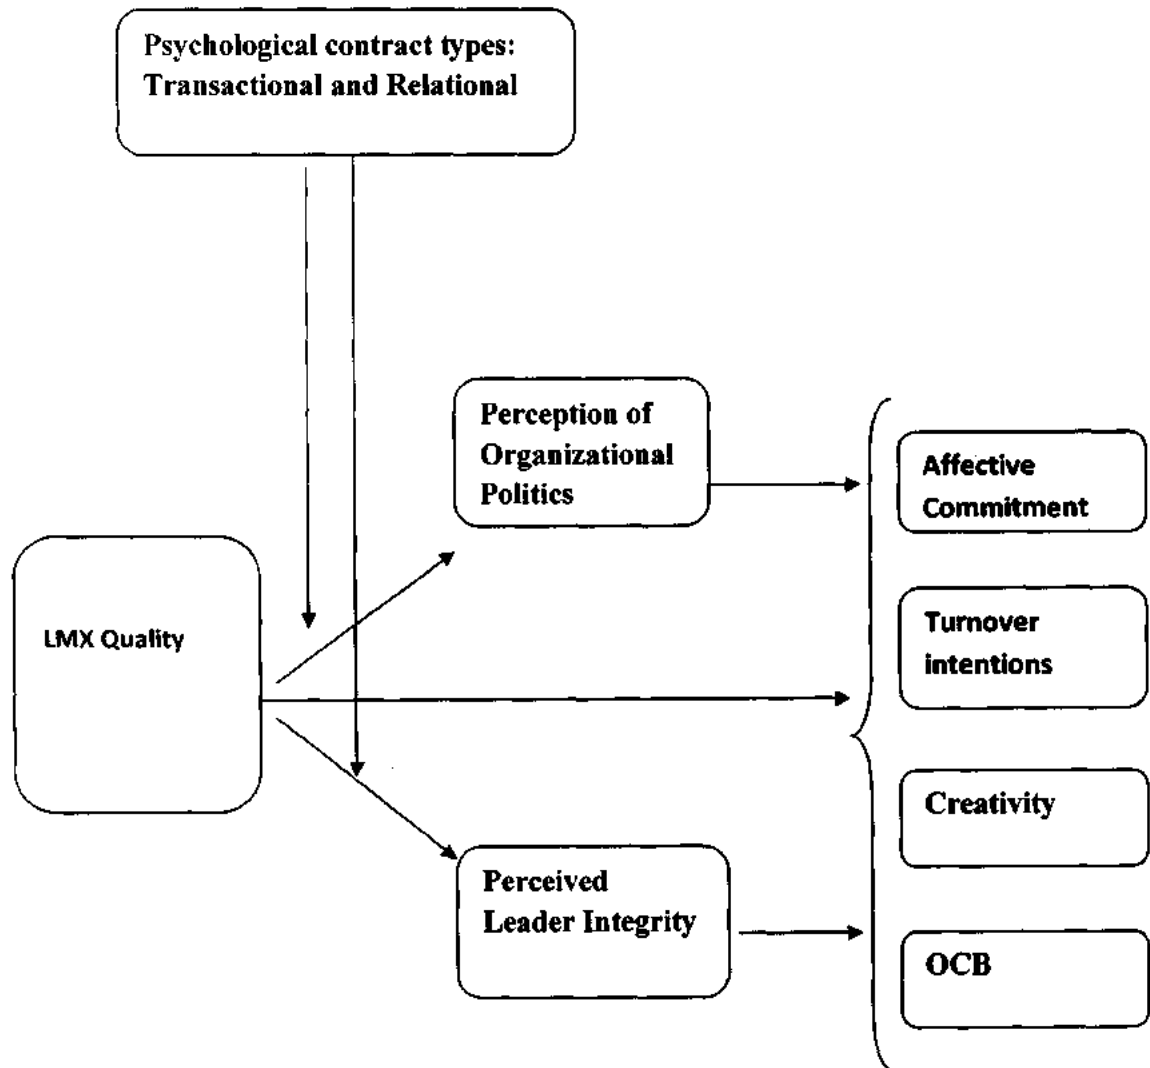 Psychological contract types:
Transactional and Relational
Perception of
Organizational
Politics
Affective
Commitment
LMX Quality
Turnover
intentions
Creativity
Perceived
Leader Integrity
OCB